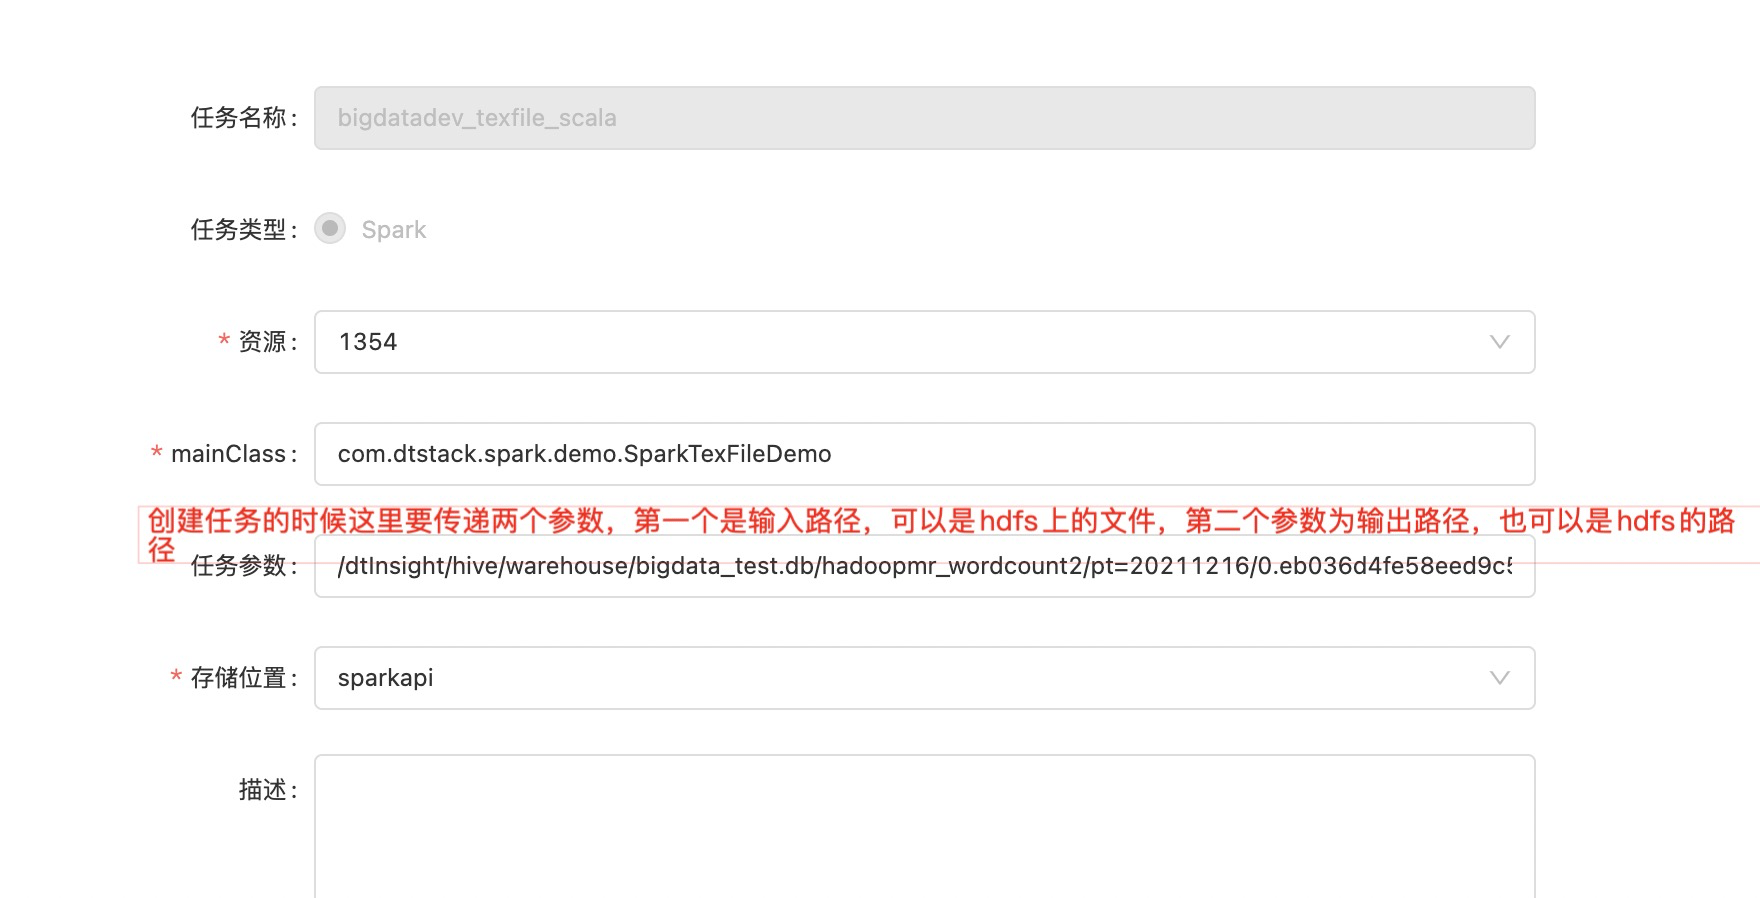 任务名称: bigdatadev_texfile_scala
任务类型: Spark
* 资源: 1354
* mainClass: com.dtstack.spark.demo.SparkTexFileDemo
创建任务的时候这里要传递两个参数，第一个是输入路径，可以是hdfs上的文件，第二个参数为输出路径，也可以是hdfs的路
径
任务参数: /dtInsight/hive/warehouse/bigdata_test.db/hadoopmr_wordcount2/pt=20211216/0.eb036d4fe58eed9c5
* 存储位置: sparkapi
描述: